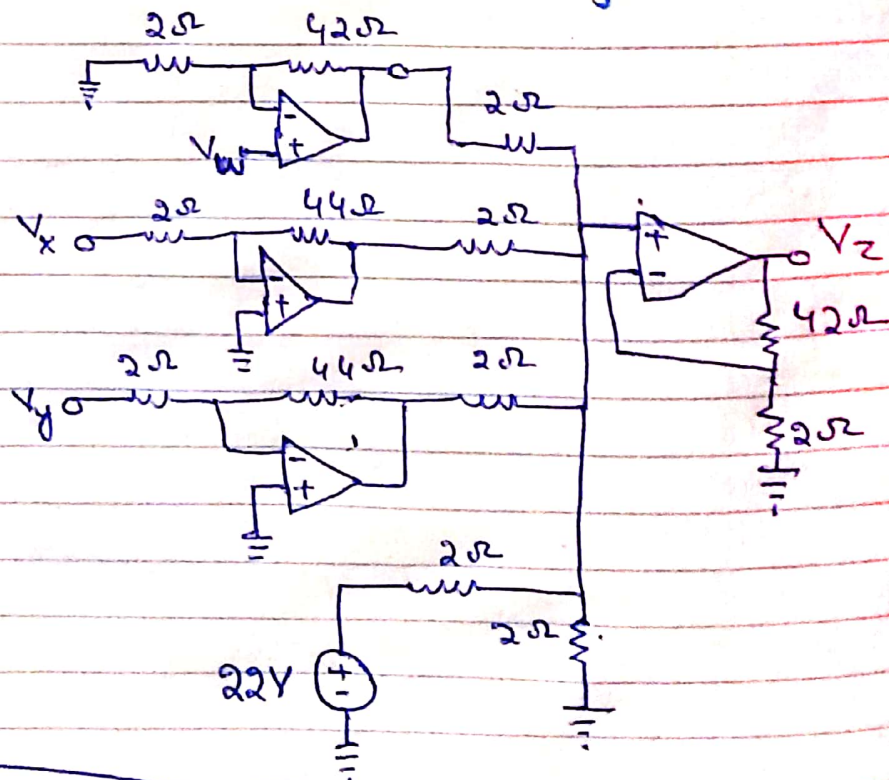 2Ω 42Ω
2Ω
- + Vw
Vx 2Ω 44Ω 2Ω
- +
+ - Vz
42Ω
2Ω 44Ω 2Ω
Vy
- +
2Ω
2Ω
2Ω
22V + -